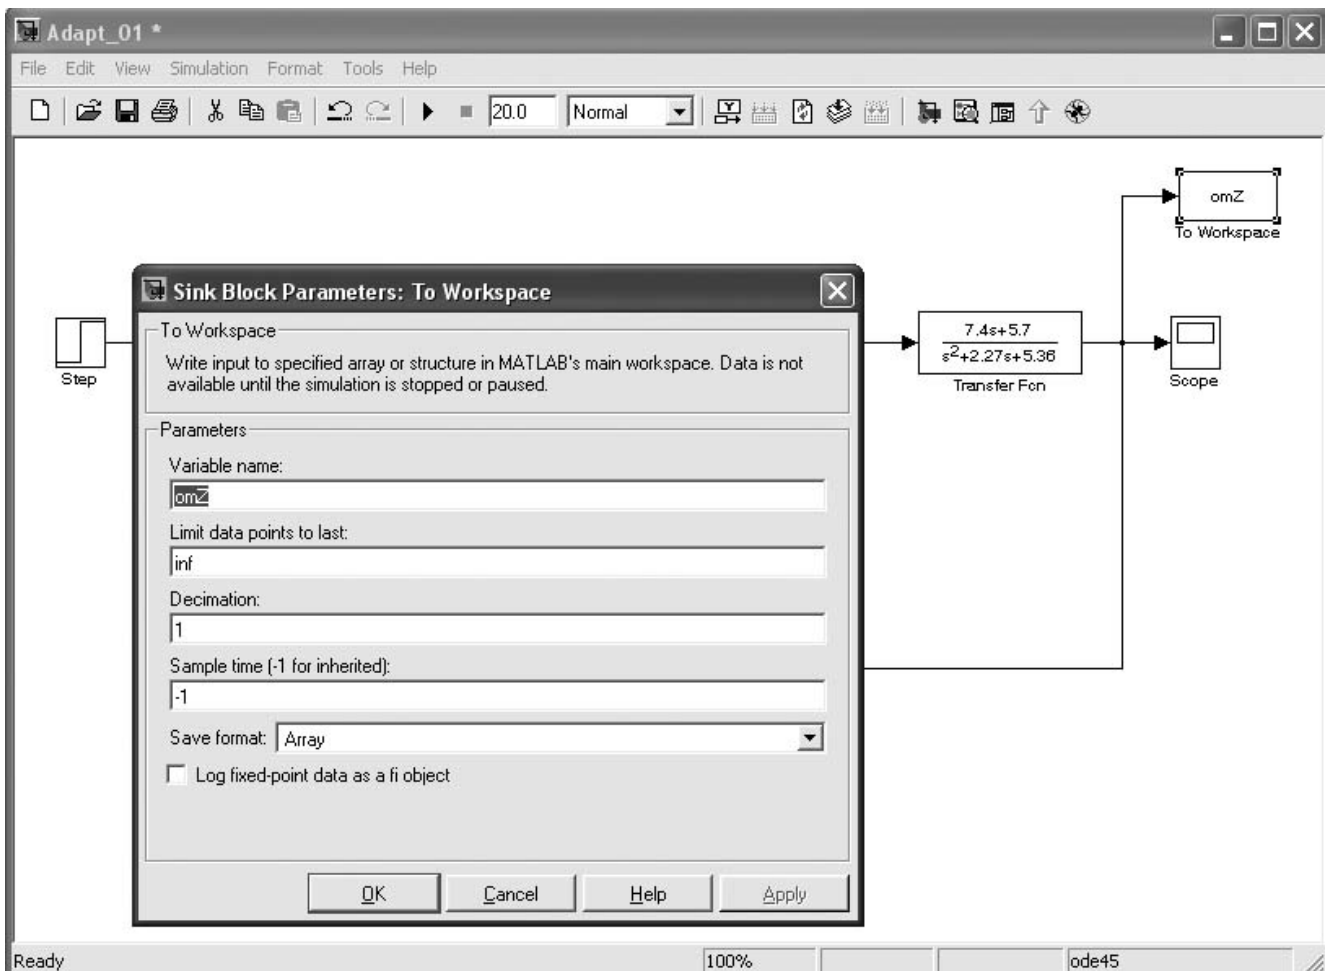 Adapt_01 *
File Edit View Simulation Format Tools Help
20.0 Normal
omZ
To Workspace
Step
7.4s+5.7
s2+2.27s+5.36
Transfer Fcn
Scope
Sink Block Parameters: To Workspace
To Workspace
Write input to specified array or structure in MATLAB's main workspace. Data is not
available until the simulation is stopped or paused.
Parameters
Variable name:
omZ
Limit data points to last:
inf
Decimation:
1
Sample time (-1 for inherited):
-1
Save format: Array
Log fixed-point data as a fi object
OK Cancel Help Apply
Ready 100% ode45